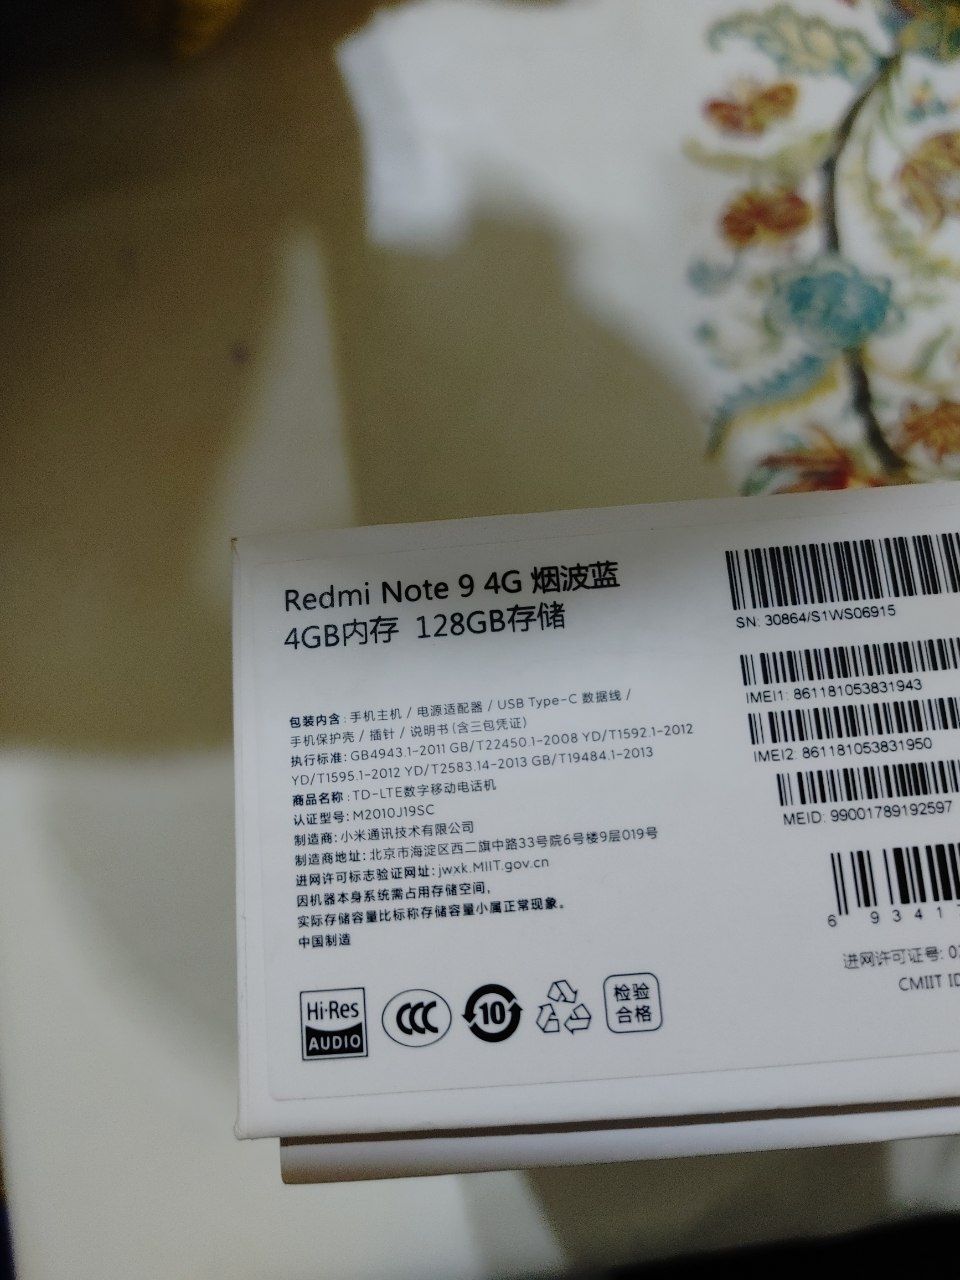 Redmi Note 9 4G 烟波蓝
4GB内存 128GB存储
包装内含:手机主机 / 电源适配器 / USB Type-C 数据线 /
手机保护壳 / 插针 / 说明书(含三包凭证)
执行标准:GB4943.1-2011 GB/T22450.1-2008 YD/T1592.1-2012
YD/T1595.1-2012 YD/T2583.14-2013 GB/T19484.1-2013
商品名称:TD-LTE数字移动电话机
认证型号:M2010J19SC
制造商:小米通讯技术有限公司
制造商地址:北京市海淀区西二旗中路33号院6号楼9层019号
进网许可标志验证网址:jwxk.MIIT.gov.cn
因机器本身系统需占用存储空间,
实际存储容量比标称存储容量小属正常现象。
中国制造
Hi-Res
AUDIO
CCC
10
检验
合格
SN: 30864/S1WS06915
IMEI1: 861181053831943
IMEI2: 861181053831950
MEID: 99001789192597
6 9341
进网许可证号: 02
CMIIT ID